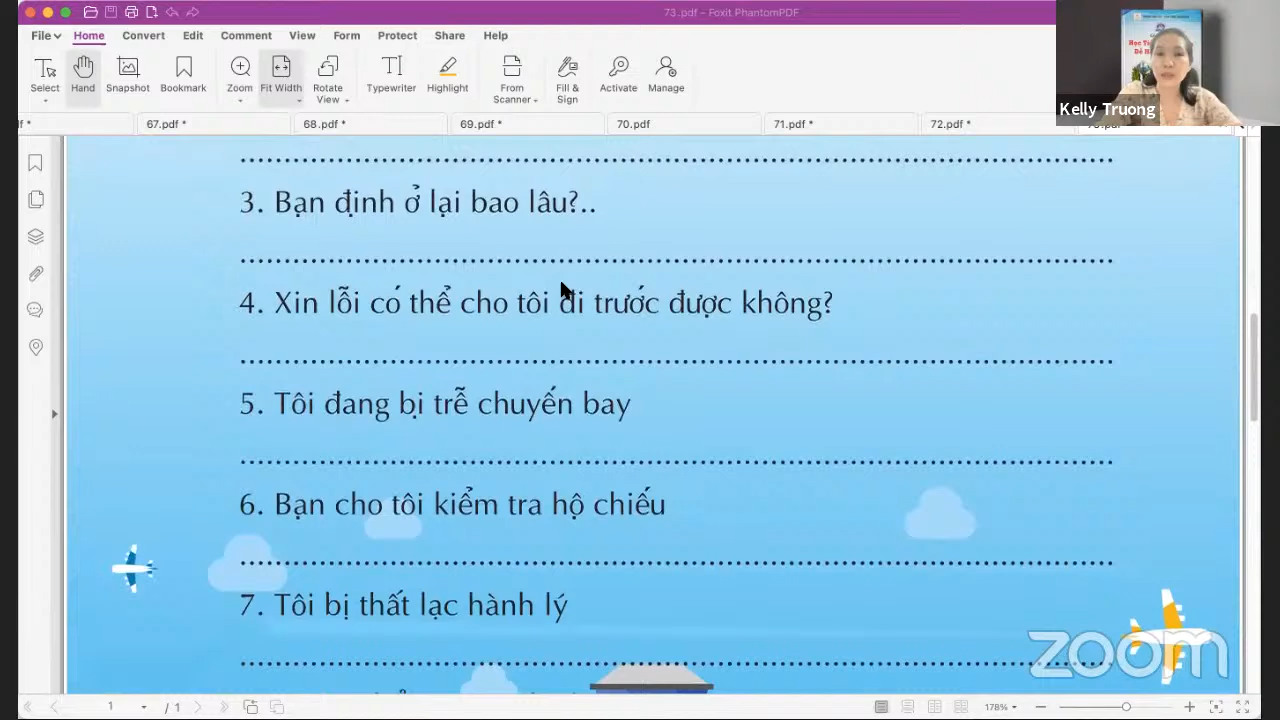 73.pdf – Foxit PhantomPDF
File Home Convert Edit Comment View Form Protect Share Help
Select Hand Snapshot Bookmark Zoom Fit Width Rotate View Typewriter Highlight From Scanner Fill & Sign Activate Manage
Kelly Truong
67.pdf * 68.pdf * 69.pdf * 70.pdf 71.pdf * 72.pdf *
3. Bạn định ở lại bao lâu?..
4. Xin lỗi có thể cho tôi đi trước được không?
5. Tôi đang bị trễ chuyến bay
6. Bạn cho tôi kiểm tra hộ chiếu
7. Tôi bị thất lạc hành lý
zoom
1 / 1 178%